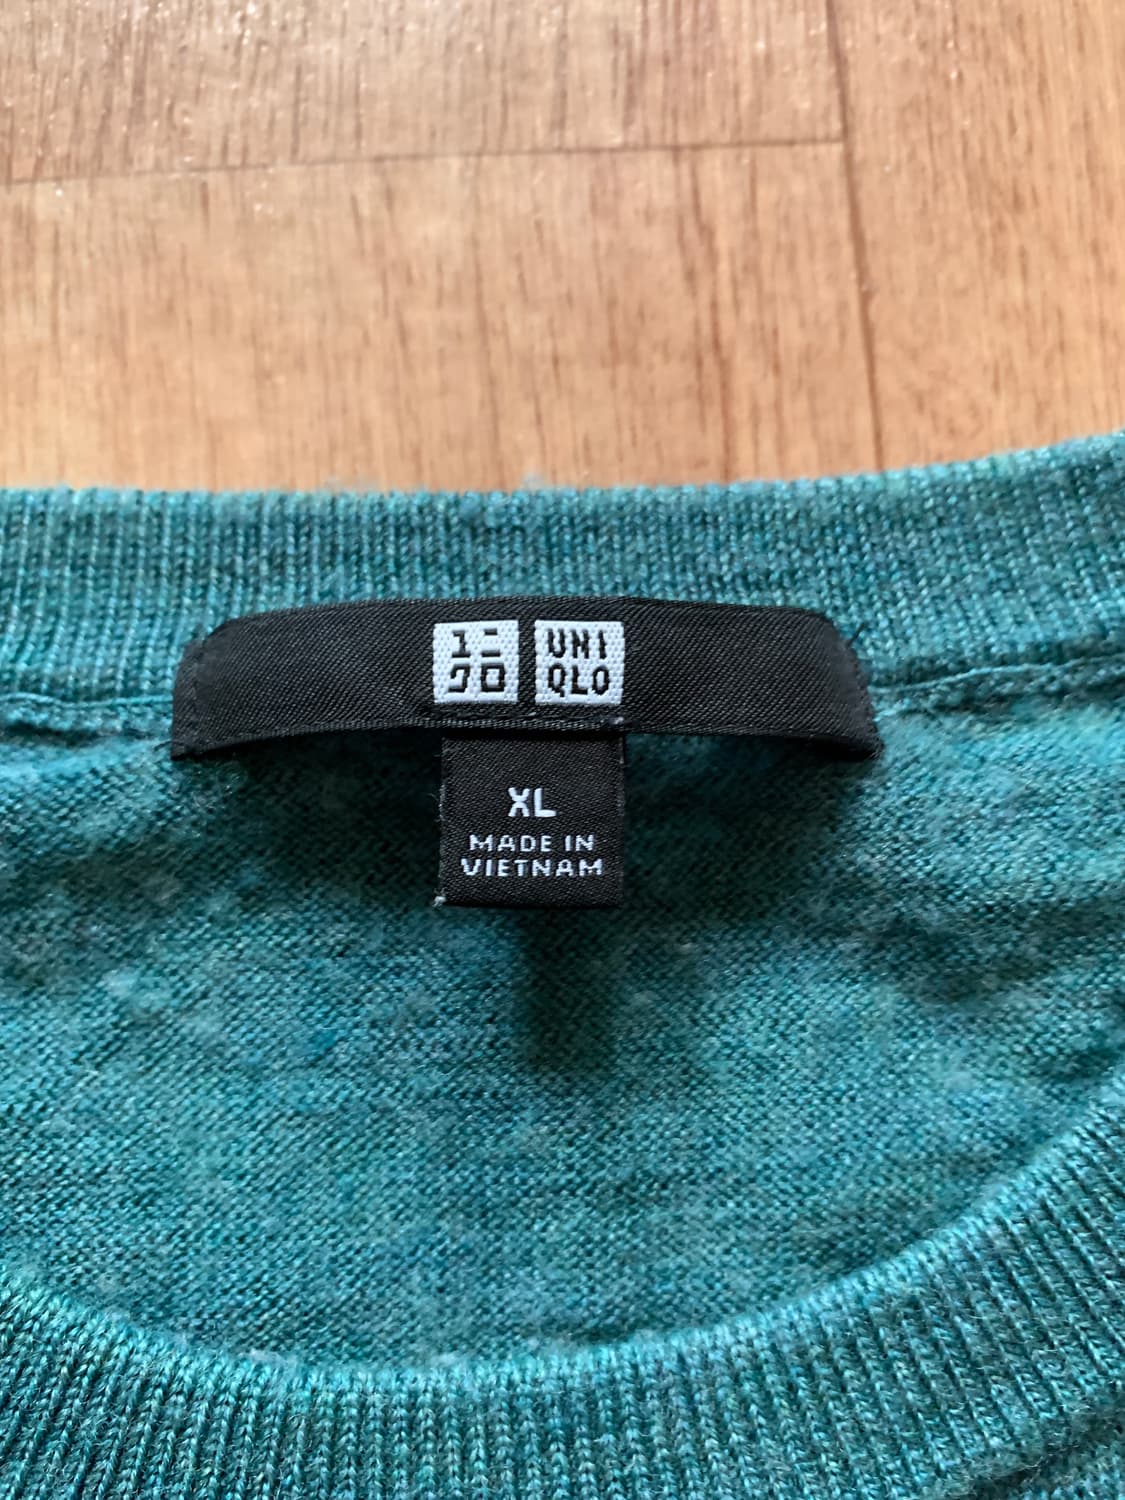 ユニ UNI
クロ QLO
XL
MADE IN
VIETNAM